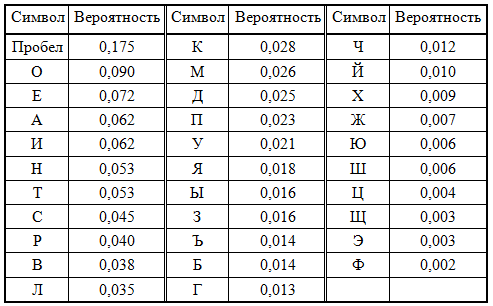 Символ Вероятность Символ Вероятность Символ Вероятность
Пробел 0,175 К 0,028 Ч 0,012
О 0,090 М 0,026 Й 0,010
Е 0,072 Д 0,025 Х 0,009
А 0,062 П 0,023 Ж 0,007
И 0,062 У 0,021 Ю 0,006
Н 0,053 Я 0,018 Ш 0,006
Т 0,053 Ы 0,016 Ц 0,004
С 0,045 З 0,016 Щ 0,003
Р 0,040 Ъ 0,014 Э 0,003
В 0,038 Б 0,014 Ф 0,002
Л 0,035 Г 0,013